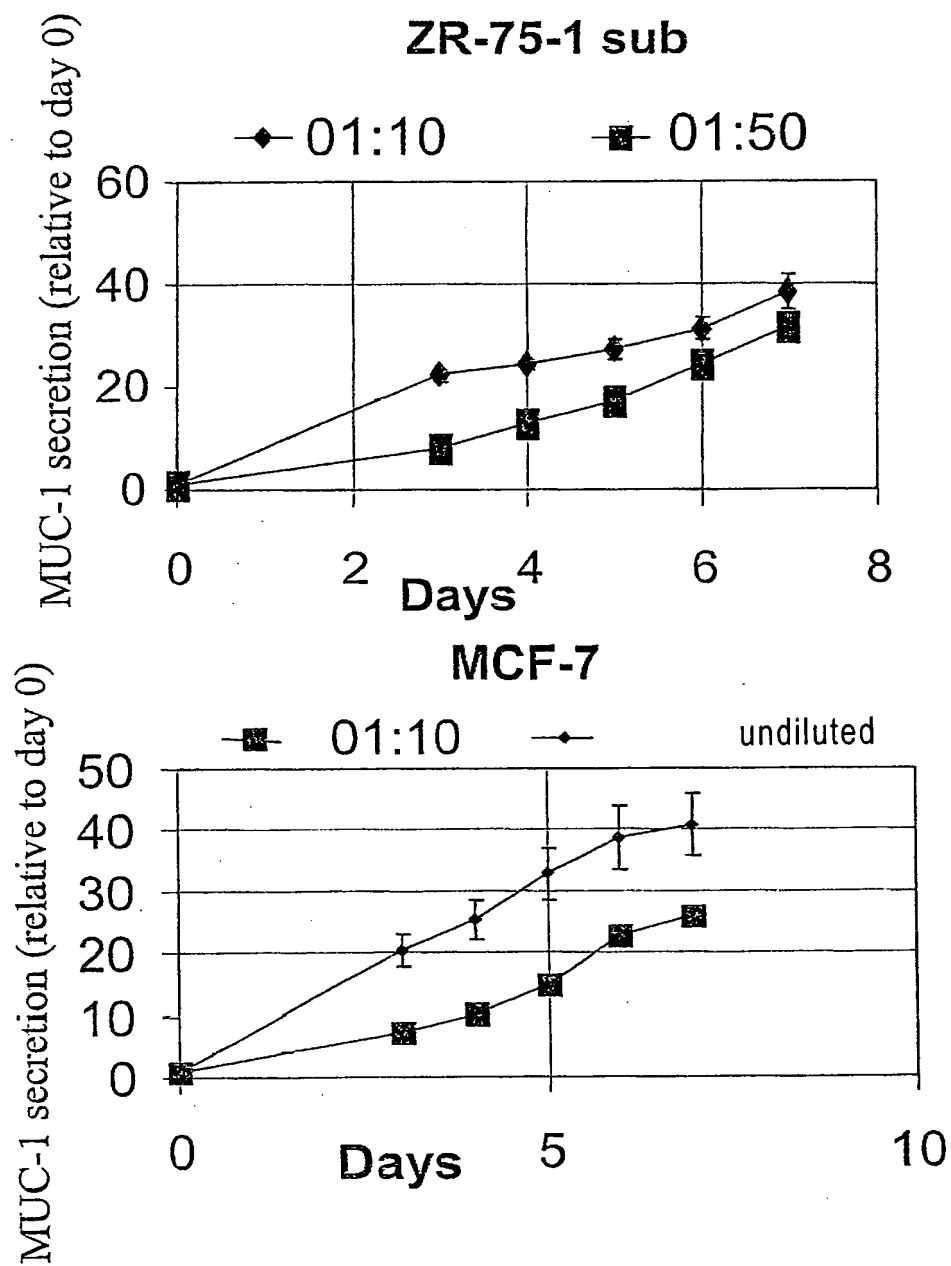 ZR-75-1 sub
01:10 01:50
MUC-1 secretion (relative to day 0)
60
40
20
0
0 2 4 6 8
Days
MCF-7
01:10 undiluted
MUC-1 secretion (relative to day 0)
50
40
30
20
10
0
0 5 10
Days